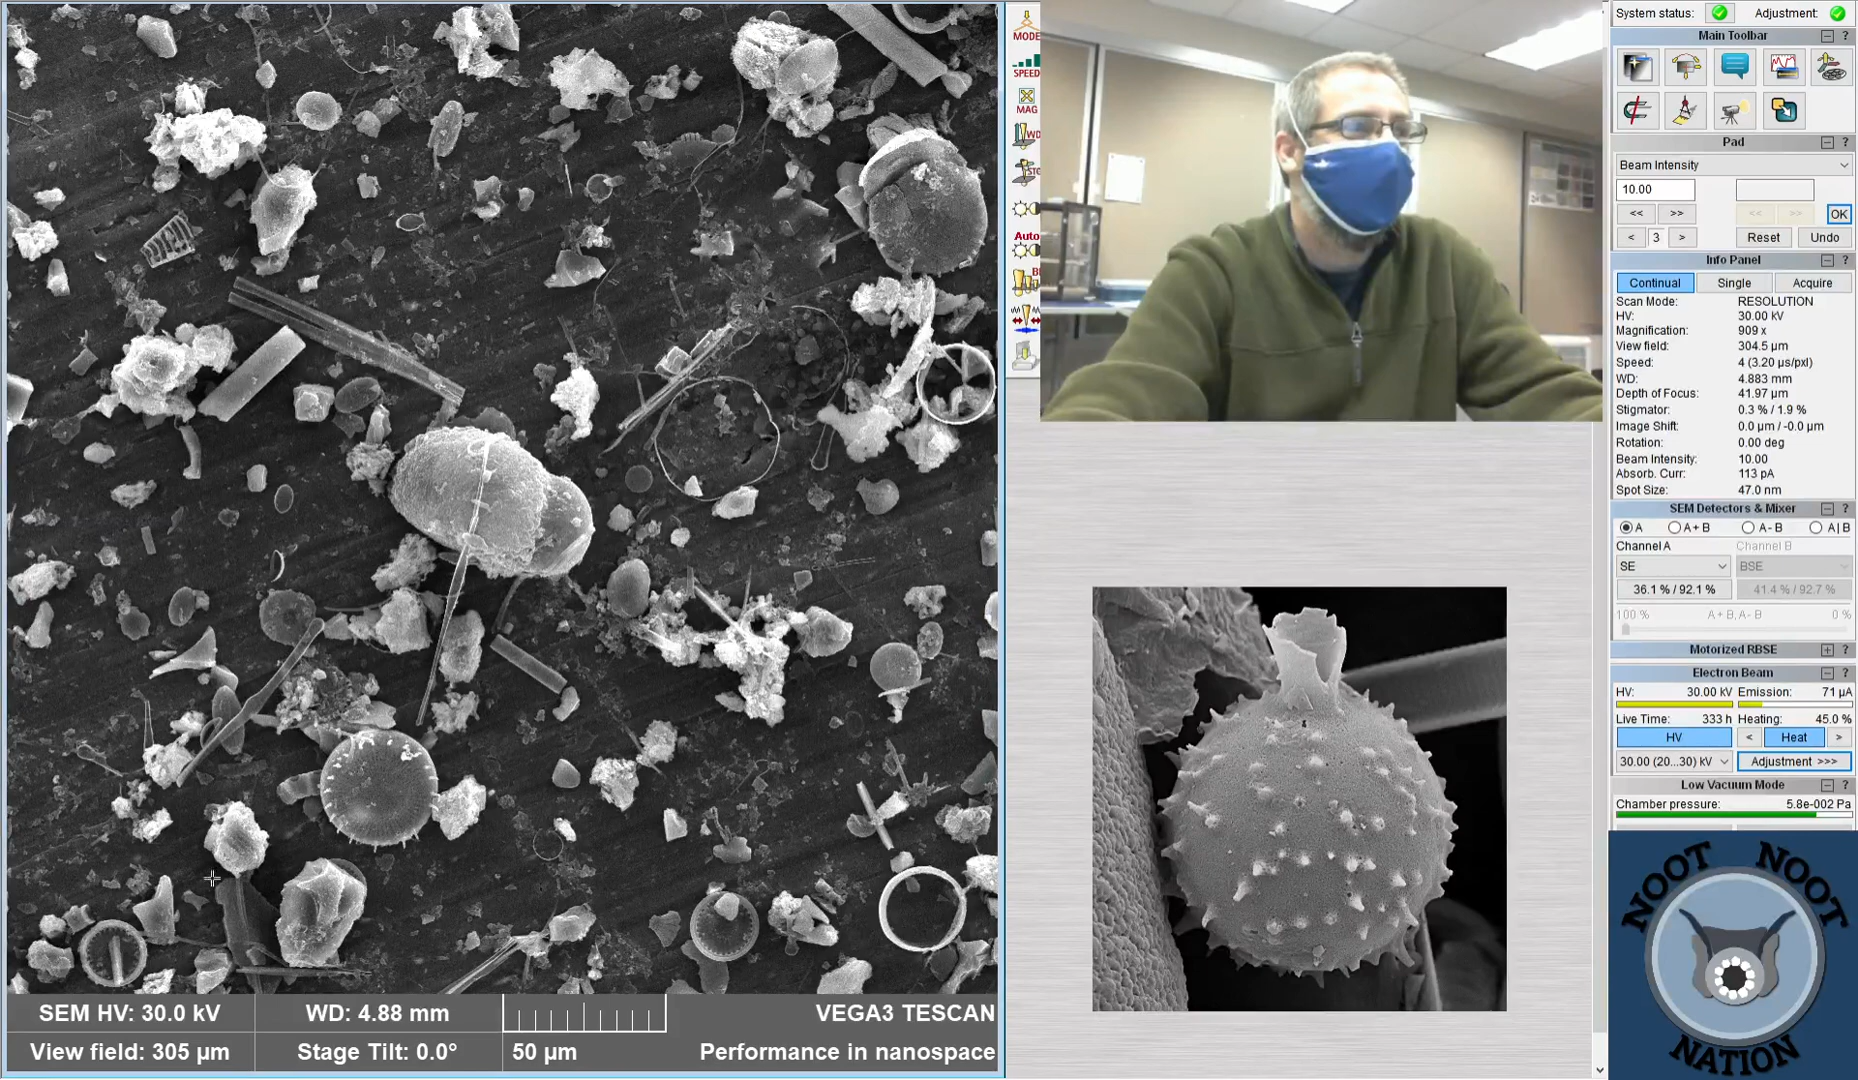 System status: Adjustment:
Main Toolbar ?
Pad ?
Beam Intensity
10.00
<< >> << >> OK
< 3 > Reset Undo
Info Panel ?
Continual Single Acquire
Scan Mode: RESOLUTION
HV: 30.00 kV
Magnification: 909 x
View field: 304.5 µm
Speed: 4 (3.20 µs/pxl)
WD: 4.883 mm
Depth of Focus: 41.97 µm
Stigmator: 0.3 % / 1.9 %
Image Shift: 0.0 µm / -0.0 µm
Rotation: 0.00 deg
Beam Intensity: 10.00
Absorb. Curr: 113 pA
Spot Size: 47.0 nm
SEM Detectors & Mixer ?
A A + B A - B A | B
Channel A Channel B
SE BSE
36.1 % / 92.1 % 41.4 % / 92.7 %
100 % A + B, A - B 0 %
Motorized RBSE ?
Electron Beam ?
HV: 30.00 kV Emission: 71 µA
Live Time: 333 h Heating: 45.0 %
HV < Heat >
30.00 (20...30) kV Adjustment >>>
Low Vacuum Mode ?
Chamber pressure: 5.8e-002 Pa
MODE
SPEED
MAG
WD
Auto
NOOT NOOT
NATION
SEM HV: 30.0 kV WD: 4.88 mm VEGA3 TESCAN
View field: 305 µm Stage Tilt: 0.0° 50 µm Performance in nanospace